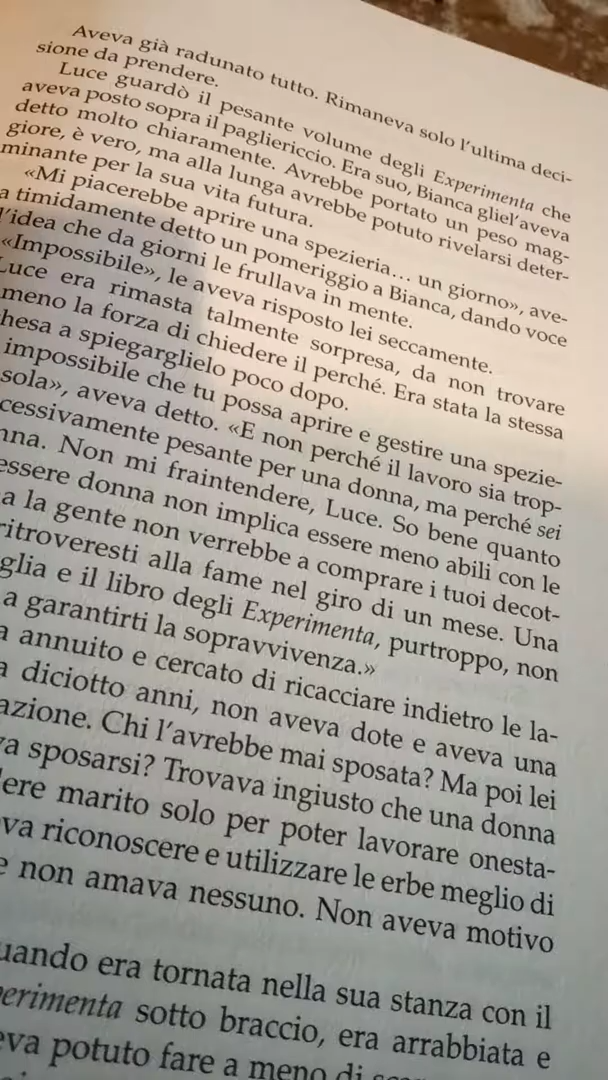 Aveva già radunato tutto. Rimaneva solo l'ultima deci-
sione da prendere.
Luce guardò il pesante volume degli Experimenta che
aveva posto sopra il pagliericcio. Era suo, Bianca gliel'aveva
detto molto chiaramente. Avrebbe portato un peso mag-
giore, è vero, ma alla lunga avrebbe potuto rivelarsi deter-
minante per la sua vita futura.
«Mi piacerebbe aprire una spezieria... un giorno», ave-
a timidamente detto un pomeriggio a Bianca, dando voce
l'idea che da giorni le frullava in mente.
«Impossibile», le aveva risposto lei seccamente.
Luce era rimasta talmente sorpresa, da non trovare
meno la forza di chiedere il perché. Era stata la stessa
hesa a spiegarglielo poco dopo.
impossibile che tu possa aprire e gestire una spezie-
sola», aveva detto. «E non perché il lavoro sia trop-
cessivamente pesante per una donna, ma perché sei
nna. Non mi fraintendere, Luce. So bene quanto
essere donna non implica essere meno abili con le
a la gente non verrebbe a comprare i tuoi decot-
ritroveresti alla fame nel giro di un mese. Una
glia e il libro degli Experimenta, purtroppo, non
a garantirti la sopravvivenza.»
a annuito e cercato di ricacciare indietro le la-
a diciotto anni, non aveva dote e aveva una
azione. Chi l'avrebbe mai sposata? Ma poi lei
va sposarsi? Trovava ingiusto che una donna
dere marito solo per poter lavorare onesta-
va riconoscere e utilizzare le erbe meglio di
e non amava nessuno. Non aveva motivo
uando era tornata nella sua stanza con il
perimenta sotto braccio, era arrabbiata e
eva potuto fare a meno di